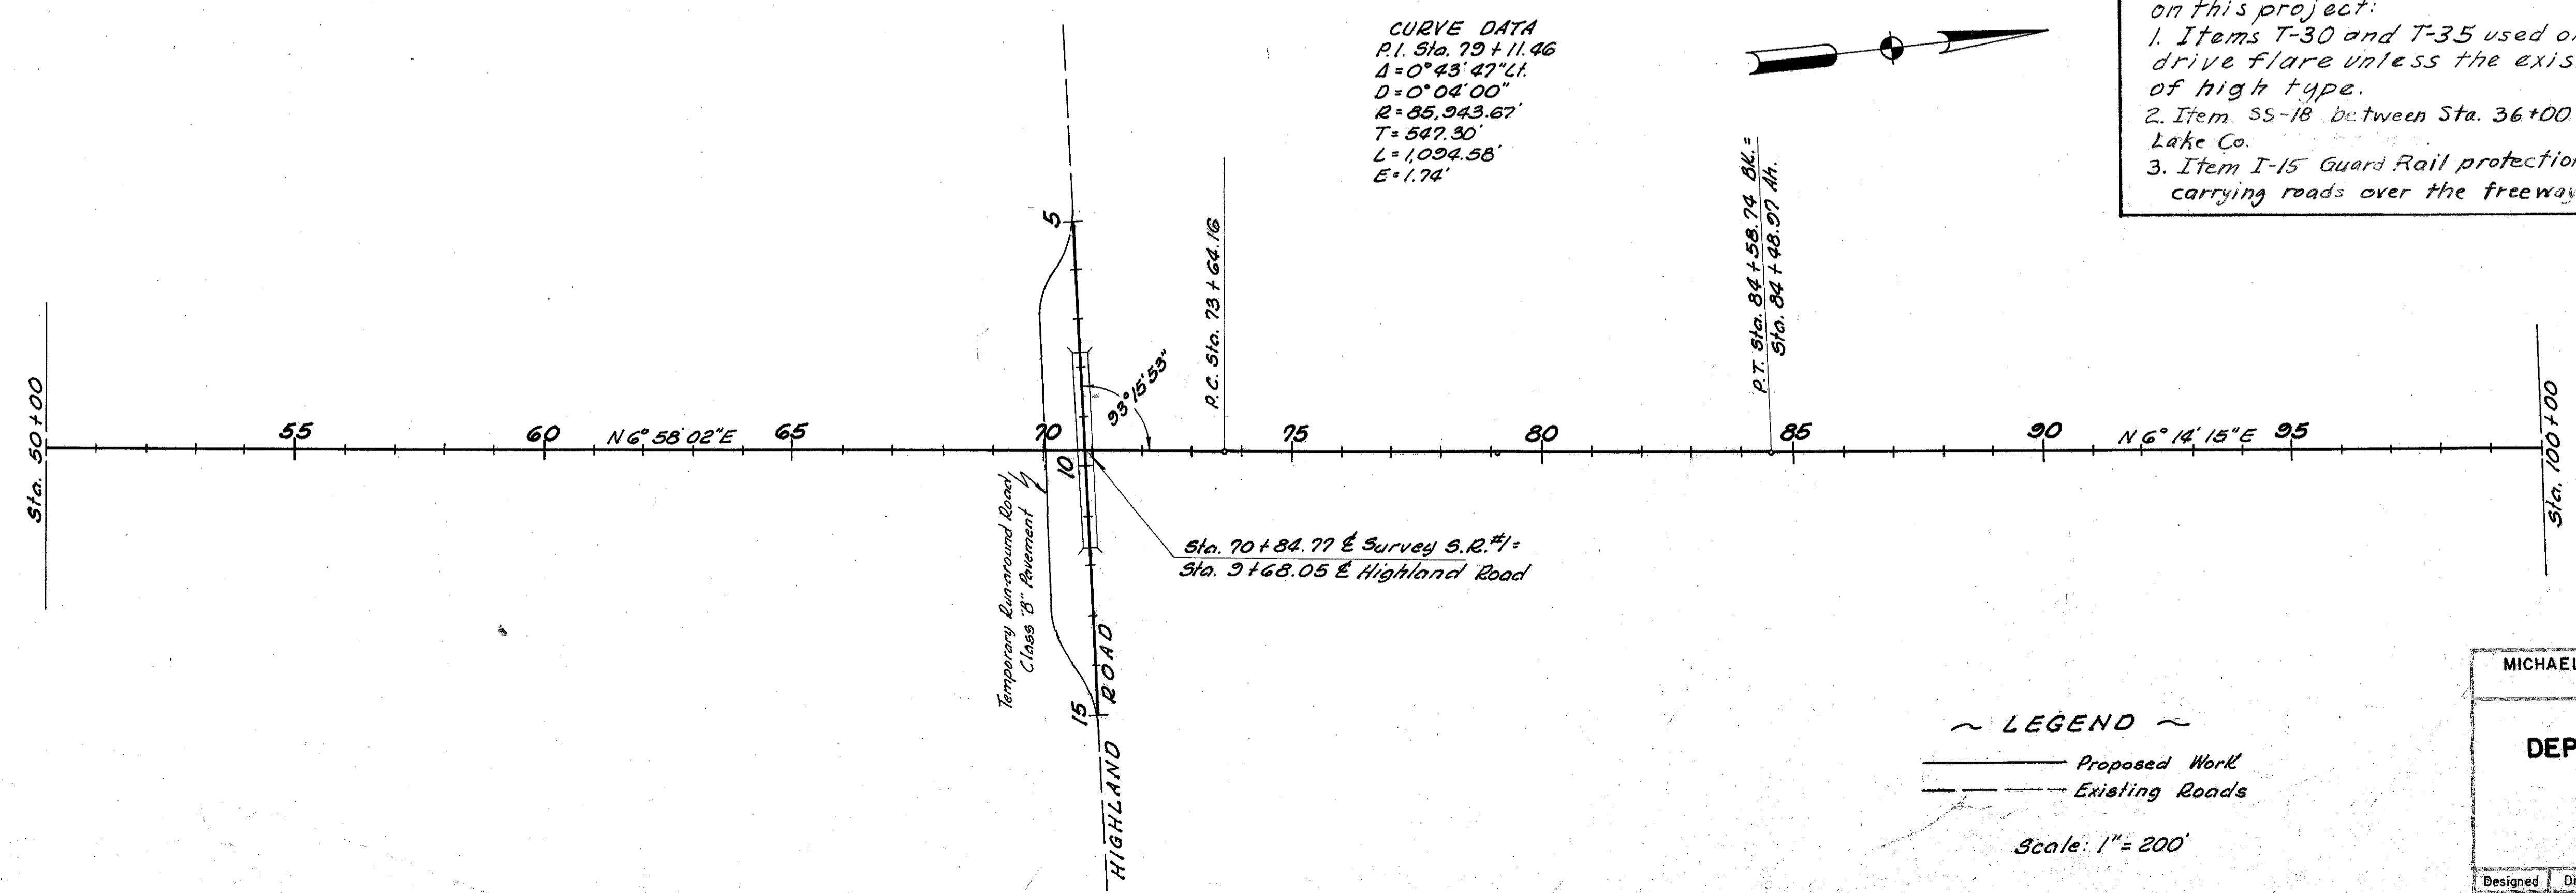 CURVE DATA
P.I. Sta. 79 + 11.46
Δ = 0° 43' 47" Lt.
D = 0° 04' 00"
R = 85,943.67'
T = 547.30'
L = 1,094.58'
E = 1.74'
on this project:
1. Items T-30 and T-35 used
drive flare unless the
of high type.
2. Item SS-18 between Sta. 36+00
Lake Co.
3. Item I-15 Guard Rail protection
carrying roads over the freeway
5
P.C. Sta. 73 + 64.16
P.T. Sta. 84 + 58.74 Bk. =
Sta. 84 + 48.97 Ah.
93° 15' 53"
Sta. 50 + 00
55
60
N 6° 58' 02" E
65
70
75
80
85
90
N 6° 14' 15" E
95
Sta. 100 + 00
10
Temporary Run-around Road
Class "B" Pavement
Sta. 70 + 84.77 ℄ Survey S.R. #1 =
Sta. 9 + 68.05 ℄ Highland Road
15
HIGHLAND ROAD
~ LEGEND ~
Proposed Work
Existing Roads
Scale: 1" = 200'
MICHAEL
DEP
Designed